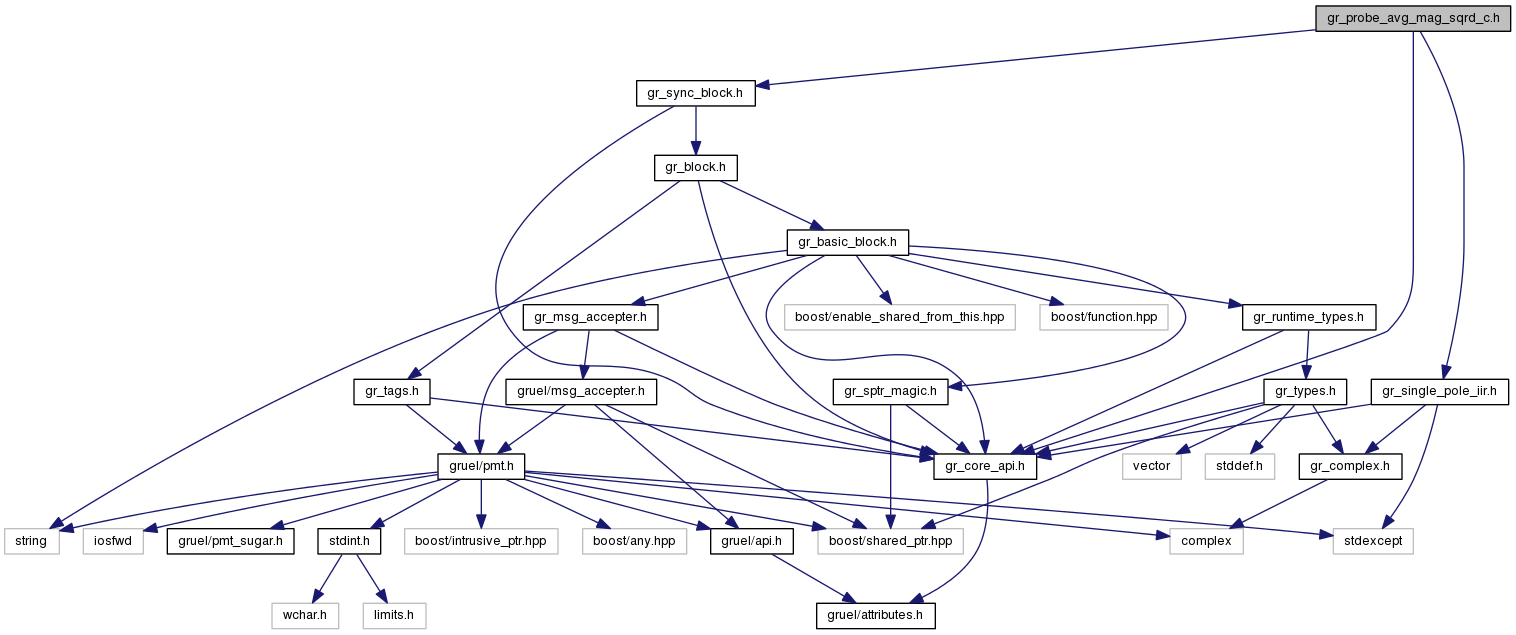 gr_probe_avg_mag_sqrd_c.h
gr_sync_block.h
gr_block.h
gr_basic_block.h
gr_msg_accepter.h
boost/enable_shared_from_this.hpp
boost/function.hpp
gr_runtime_types.h
gr_tags.h
gruel/msg_accepter.h
gr_sptr_magic.h
gr_types.h
gr_single_pole_iir.h
gruel/pmt.h
gr_core_api.h
vector
stddef.h
gr_complex.h
string
iosfwd
gruel/pmt_sugar.h
stdint.h
boost/intrusive_ptr.hpp
boost/any.hpp
gruel/api.h
boost/shared_ptr.hpp
complex
stdexcept
wchar.h
limits.h
gruel/attributes.h